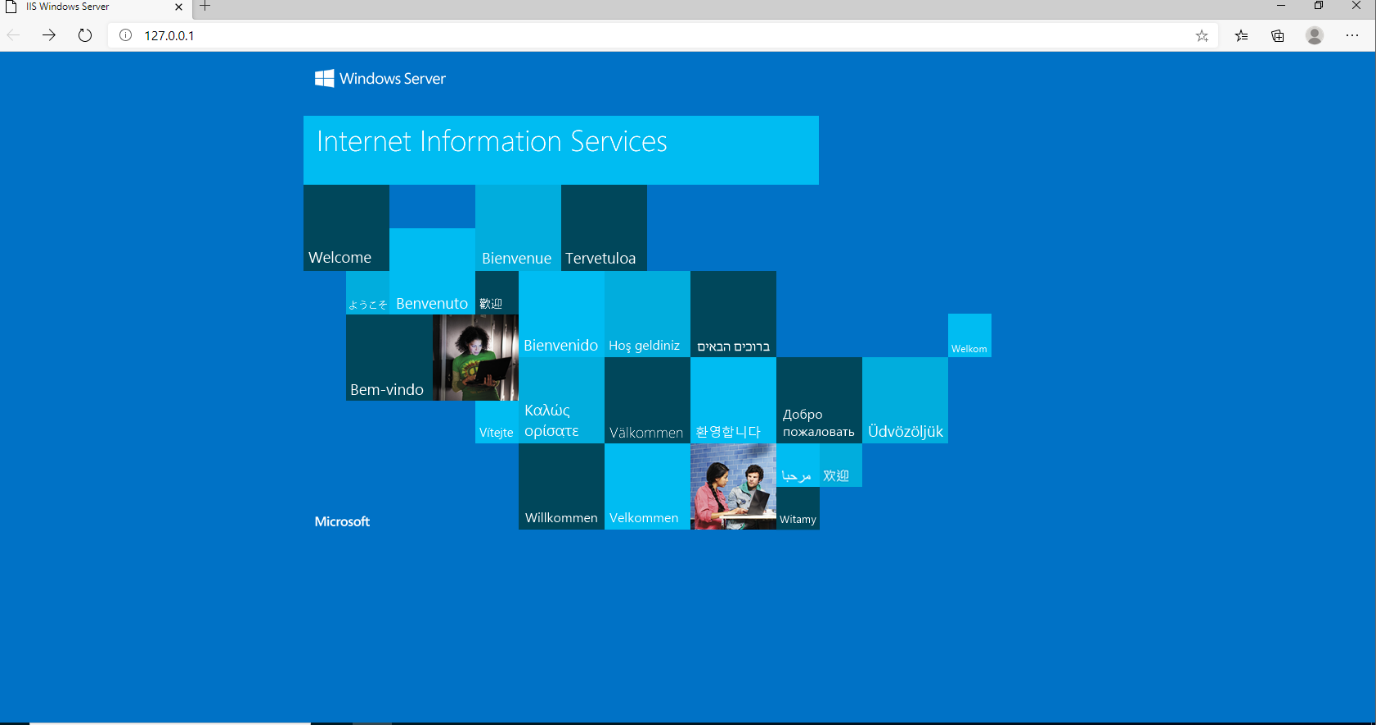 IIS Windows Server
127.0.0.1
Windows Server
Internet Information Services
Welcome
Bienvenue
Tervetuloa
ようこそ
Benvenuto
歡迎
Bienvenido
Hoş geldiniz
ברוכים הבאים
Welkom
Bem-vindo
Vítejte
Καλώς
ορίσατε
Välkommen
환영합니다
Добро
пожаловать
Üdvözöljük
Willkommen
Velkommen
مرحبا
欢迎
Witamy
Microsoft